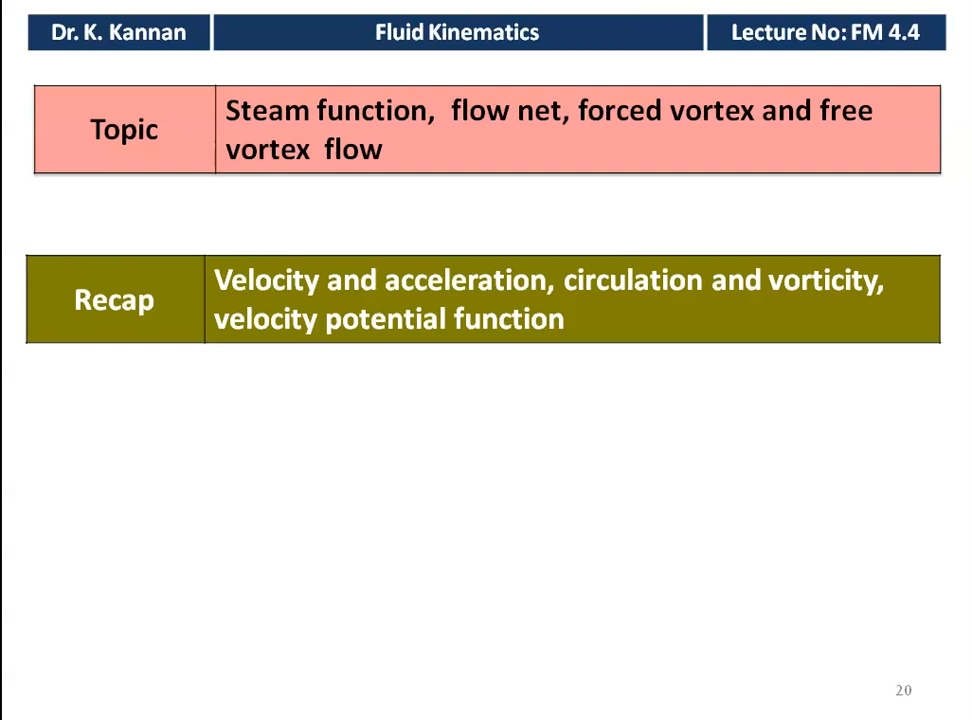 Dr. K. Kannan
Fluid Kinematics
Lecture No: FM 4.4
Topic
Steam function, flow net, forced vortex and free
vortex flow
Recap
Velocity and acceleration, circulation and vorticity,
velocity potential function
20